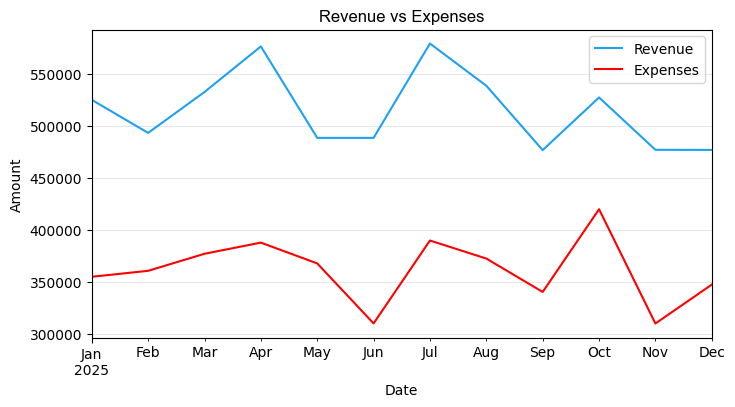 Revenue vs Expenses
Revenue
Expenses
550000
500000
450000
400000
350000
300000
Amount
Jan Feb Mar Apr May Jun Jul Aug Sep Oct Nov Dec
2025
Date